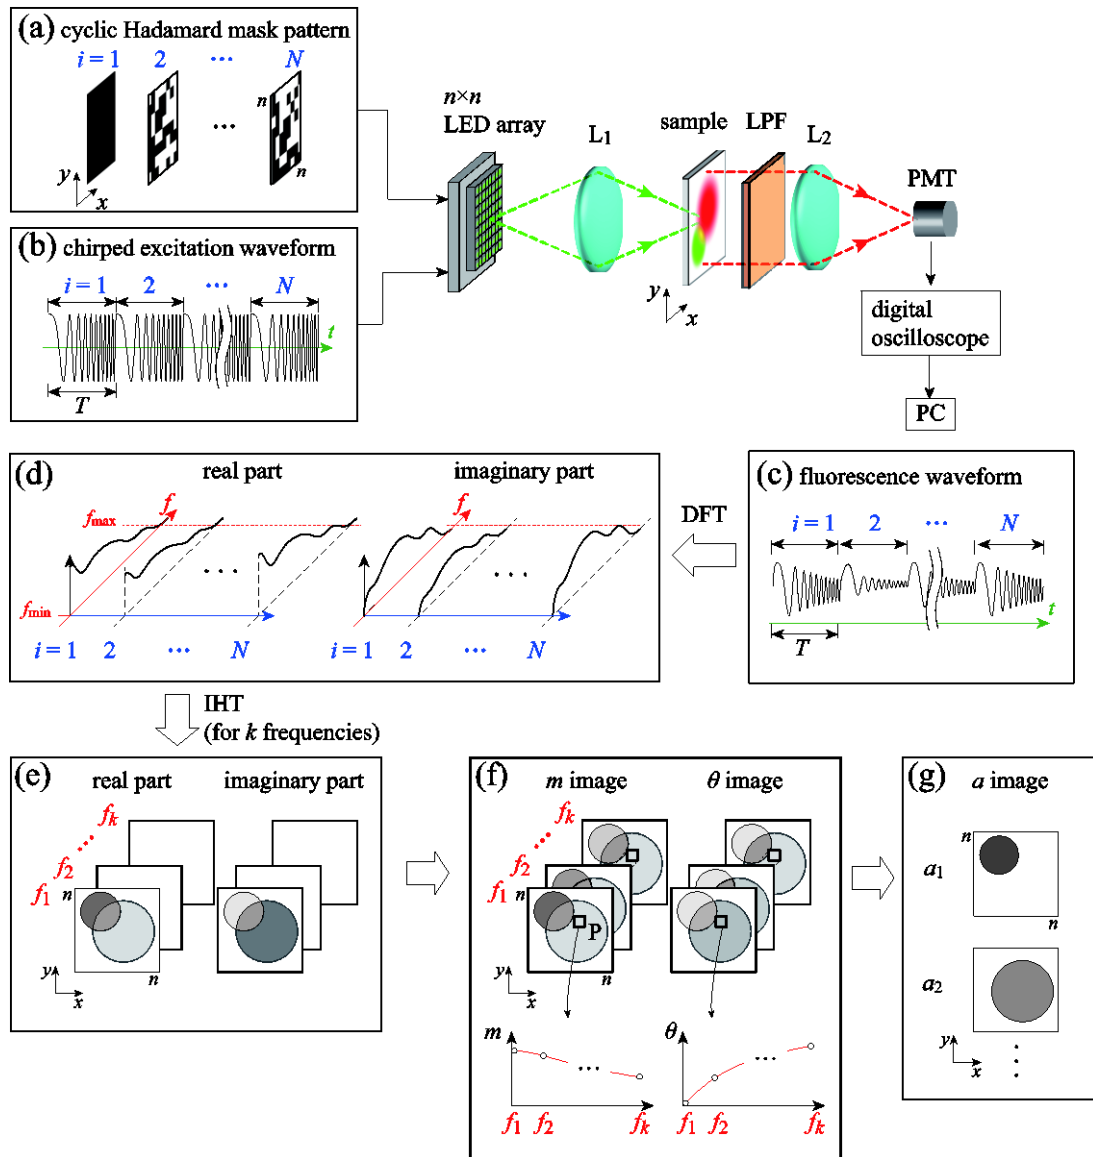 (a) cyclic Hadamard mask pattern
i = 1 2 ... N
n
n
y
x
n×n
LED array
L1
sample
LPF
L2
PMT
y
x
(b) chirped excitation waveform
i = 1 2 ... N
t
T
digital
oscilloscope
PC
(c) fluorescence waveform
i = 1 2 ... N
t
T
DFT
(d) real part imaginary part
f f
fmax
...
...
fmin
i = 1 2 ... N i = 1 2 ... N
IHT
(for k frequencies)
(e) real part imaginary part
fk
...
f2
f1
n
n
y
x
(f) m image θ image
fk
...
f2
f1
n
P
y
x
m
...
f1 f2 fk
θ
...
f1 f2 fk
(g) a image
n
a1
n
a2
y
x
...